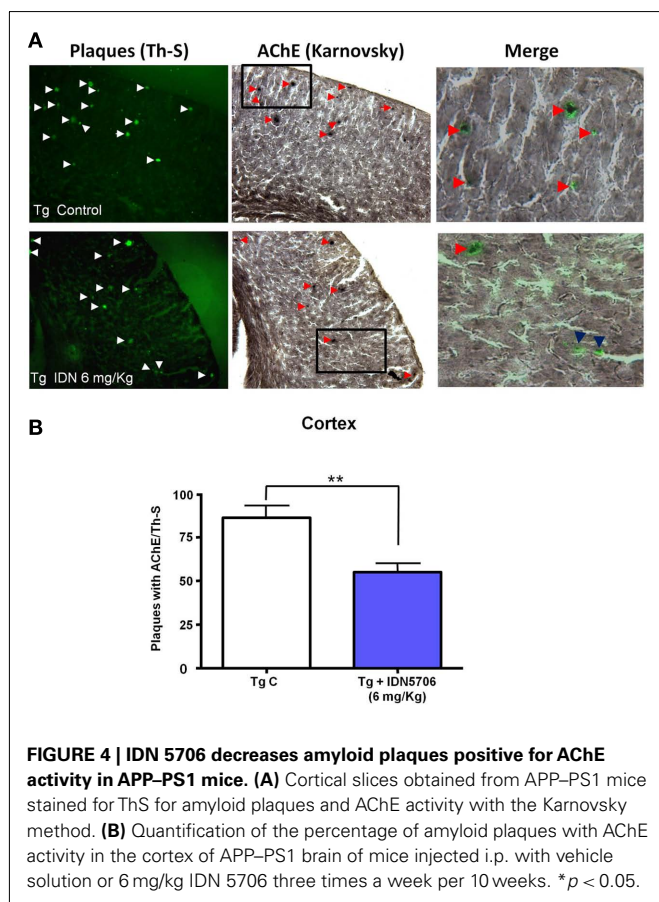 A
Plaques (Th-S) AChE (Karnovsky) Merge
Tg Control
Tg IDN 6 mg/Kg
B
Cortex
**
100
75
50
25
0
Plaques with AChE/Th-S
Tg C
Tg + IDN5706
(6 mg/Kg)
FIGURE 4 | IDN 5706 decreases amyloid plaques positive for AChE
activity in APP–PS1 mice. (A) Cortical slices obtained from APP–PS1 mice
stained for ThS for amyloid plaques and AChE activity with the Karnovsky
method. (B) Quantification of the percentage of amyloid plaques with AChE
activity in the cortex of APP–PS1 brain of mice injected i.p. with vehicle
solution or 6 mg/kg IDN 5706 three times a week per 10 weeks. *p < 0.05.